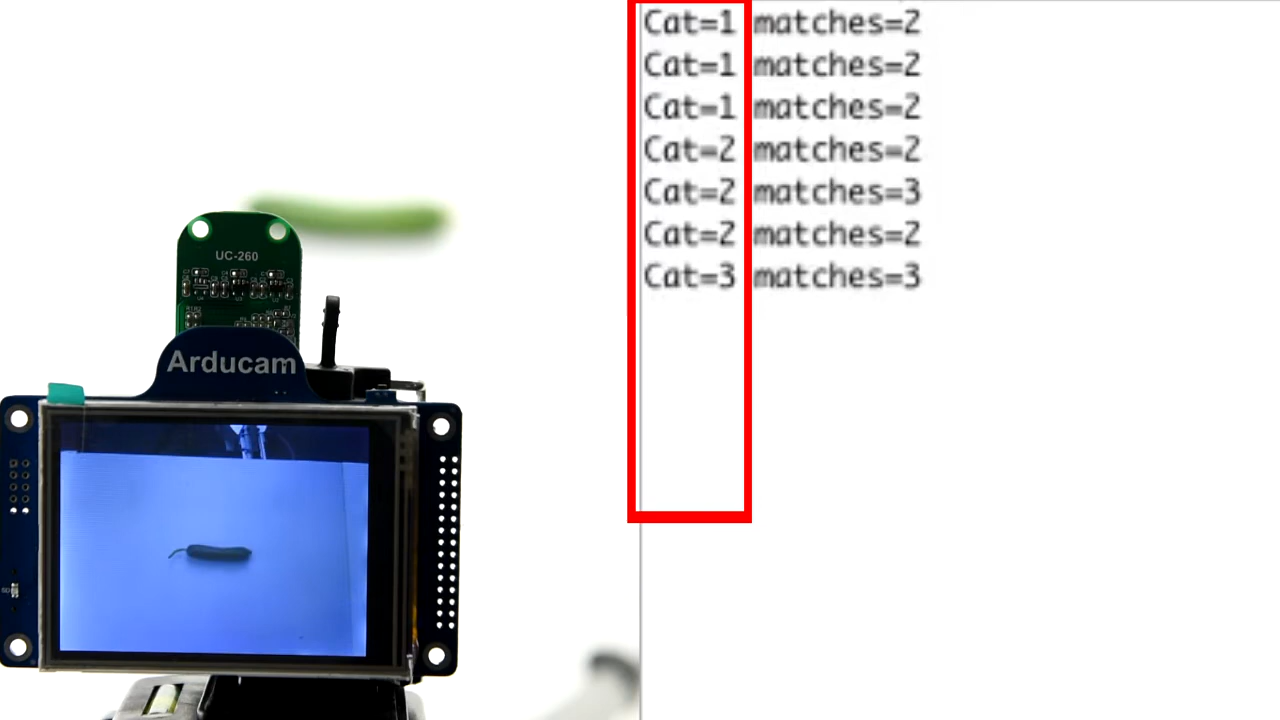 Cat=1 matches=2
Cat=1 matches=2
Cat=1 matches=2
Cat=2 matches=2
Cat=2 matches=3
Cat=2 matches=2
Cat=3 matches=3
UC-260
Arducam